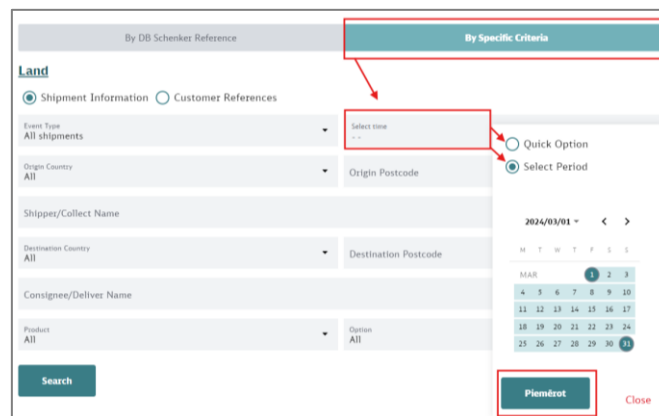 By DB Schenker Reference
By Specific Criteria
Land
Shipment Information
Customer References
Event Type
All shipments
Select time
- -
Quick Option
Select Period
Origin Country
All
Origin Postcode
Shipper/Collect Name
2024/03/01
M T W T F S S
MAR 1 2 3
4 5 6 7 8 9 10
11 12 13 14 15 16 17
18 19 20 21 22 23 24
25 26 27 28 29 30 31
Destination Country
All
Destination Postcode
Consignee/Deliver Name
Product
All
Option
All
Search
Piemērot
Close